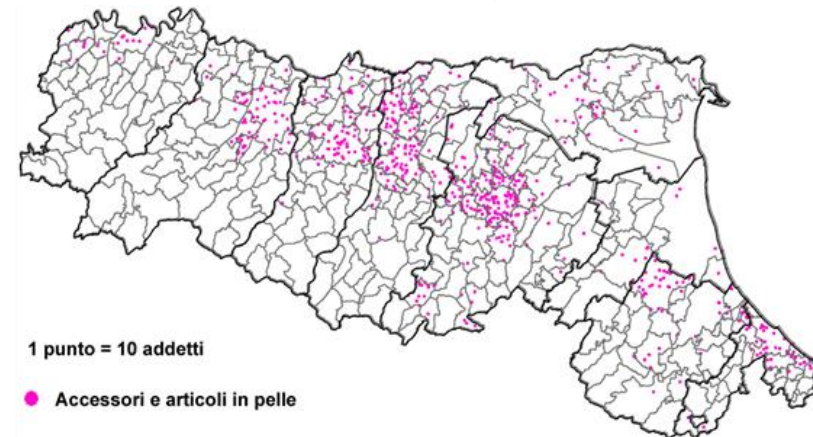 1 punto = 10 addetti
Accessori e articoli in pelle